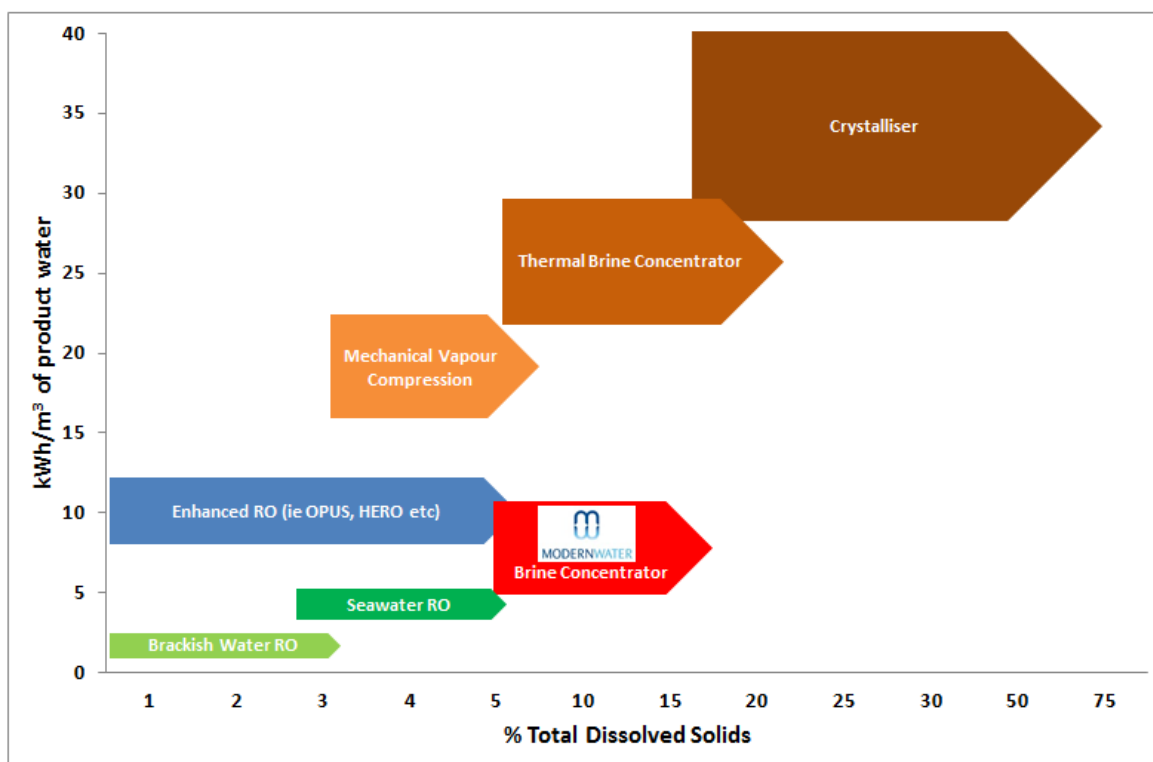 40
35
30
25
20
15
10
5
0
kWh/m³ of product water
Crystalliser
Thermal Brine Concentrator
Mechanical Vapour
Compression
Enhanced RO (ie OPUS, HERO etc)
MODERNWATER
Brine Concentrator
Seawater RO
Brackish Water RO
1 2 3 4 5 10 15 20 25 30 50 75
% Total Dissolved Solids